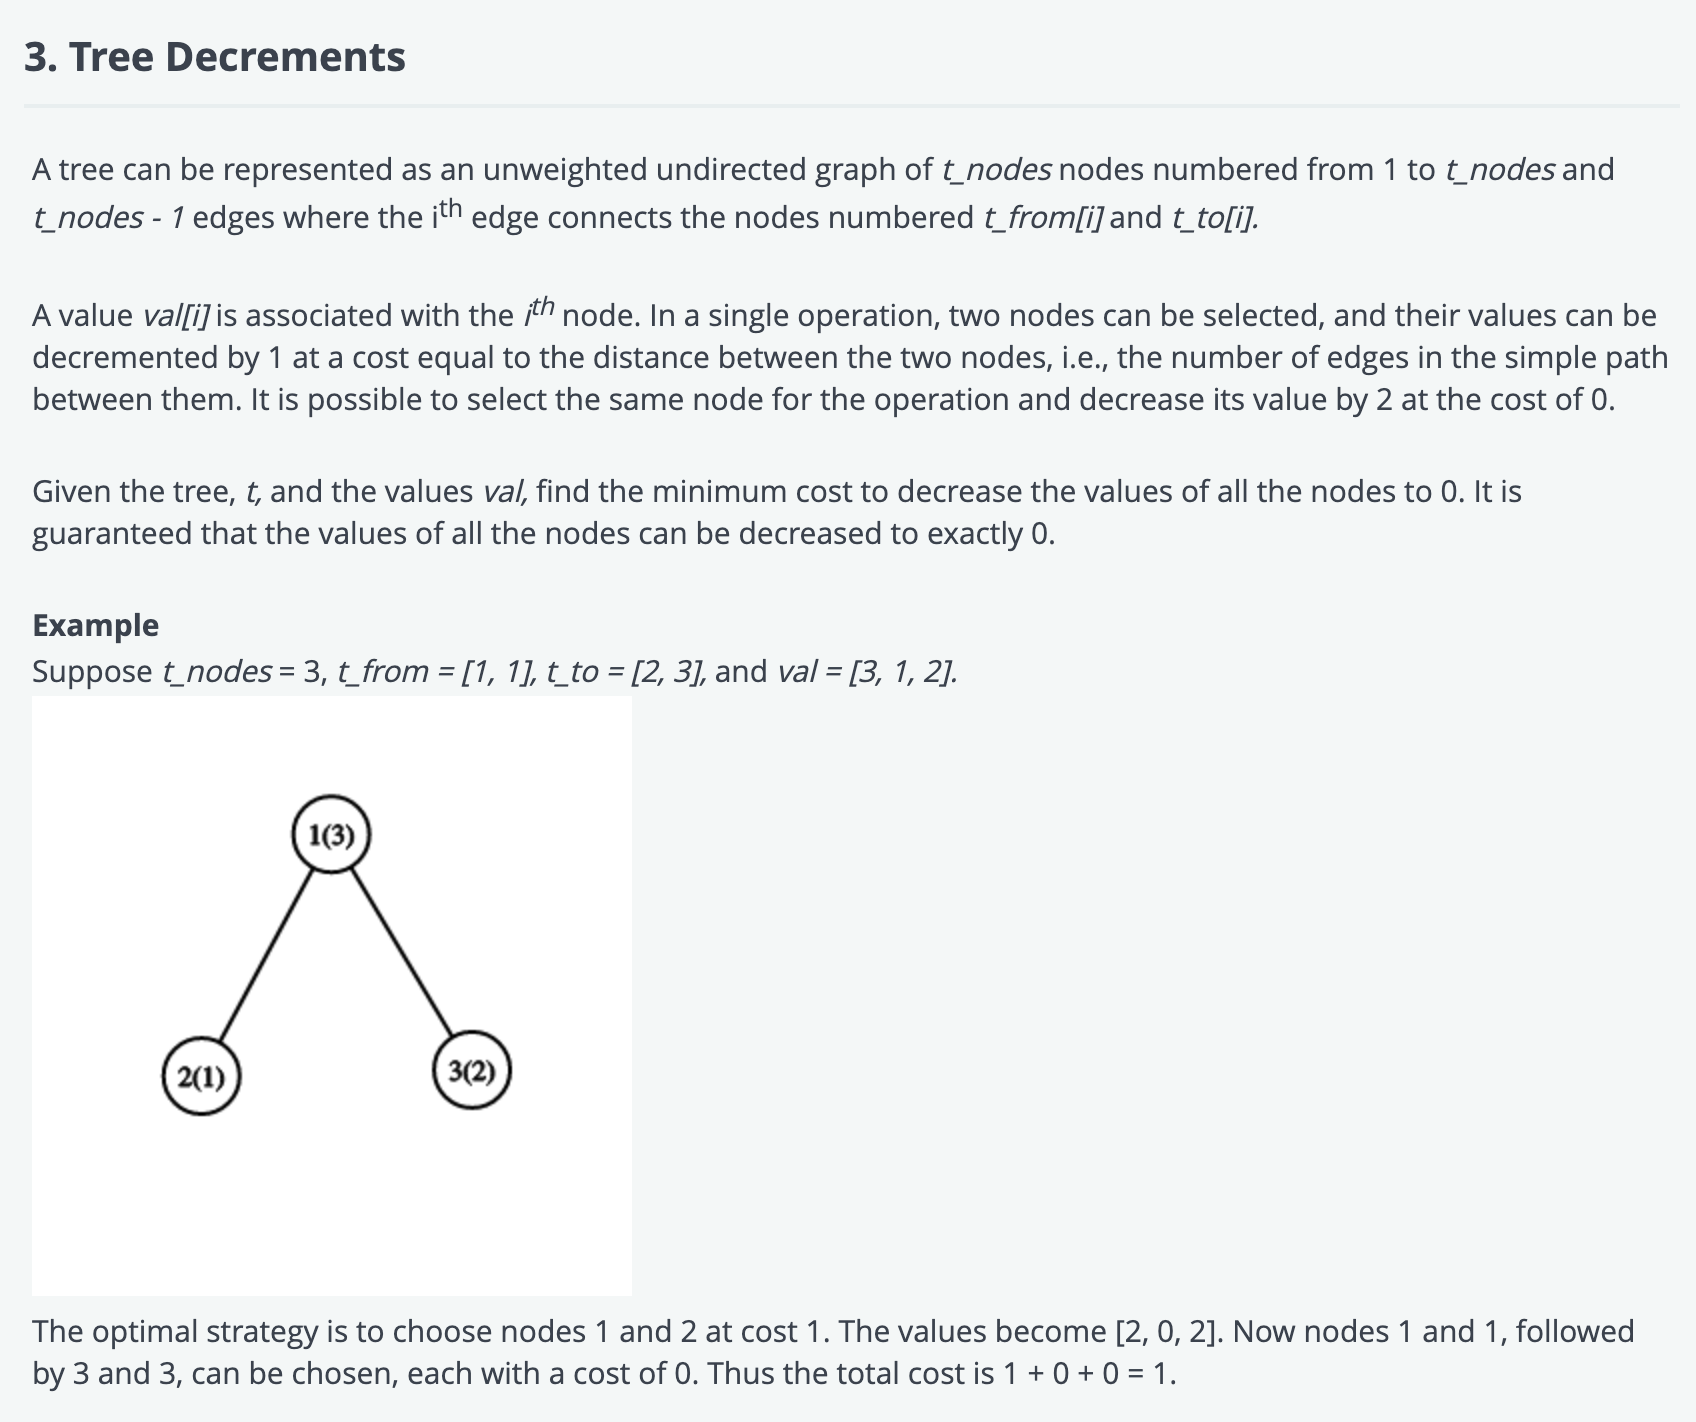 3. Tree Decrements
A tree can be represented as an unweighted undirected graph of t_nodes nodes numbered from 1 to t_nodes and
t_nodes - 1 edges where the ith edge connects the nodes numbered t_from[i] and t_to[i].
A value val[i] is associated with the ith node. In a single operation, two nodes can be selected, and their values can be
decremented by 1 at a cost equal to the distance between the two nodes, i.e., the number of edges in the simple path
between them. It is possible to select the same node for the operation and decrease its value by 2 at the cost of 0.
Given the tree, t, and the values val, find the minimum cost to decrease the values of all the nodes to 0. It is
guaranteed that the values of all the nodes can be decreased to exactly 0.
Example
Suppose t_nodes = 3, t_from = [1, 1], t_to = [2, 3], and val = [3, 1, 2].
1(3)
2(1)
3(2)
The optimal strategy is to choose nodes 1 and 2 at cost 1. The values become [2, 0, 2]. Now nodes 1 and 1, followed
by 3 and 3, can be chosen, each with a cost of 0. Thus the total cost is 1 + 0 + 0 = 1.